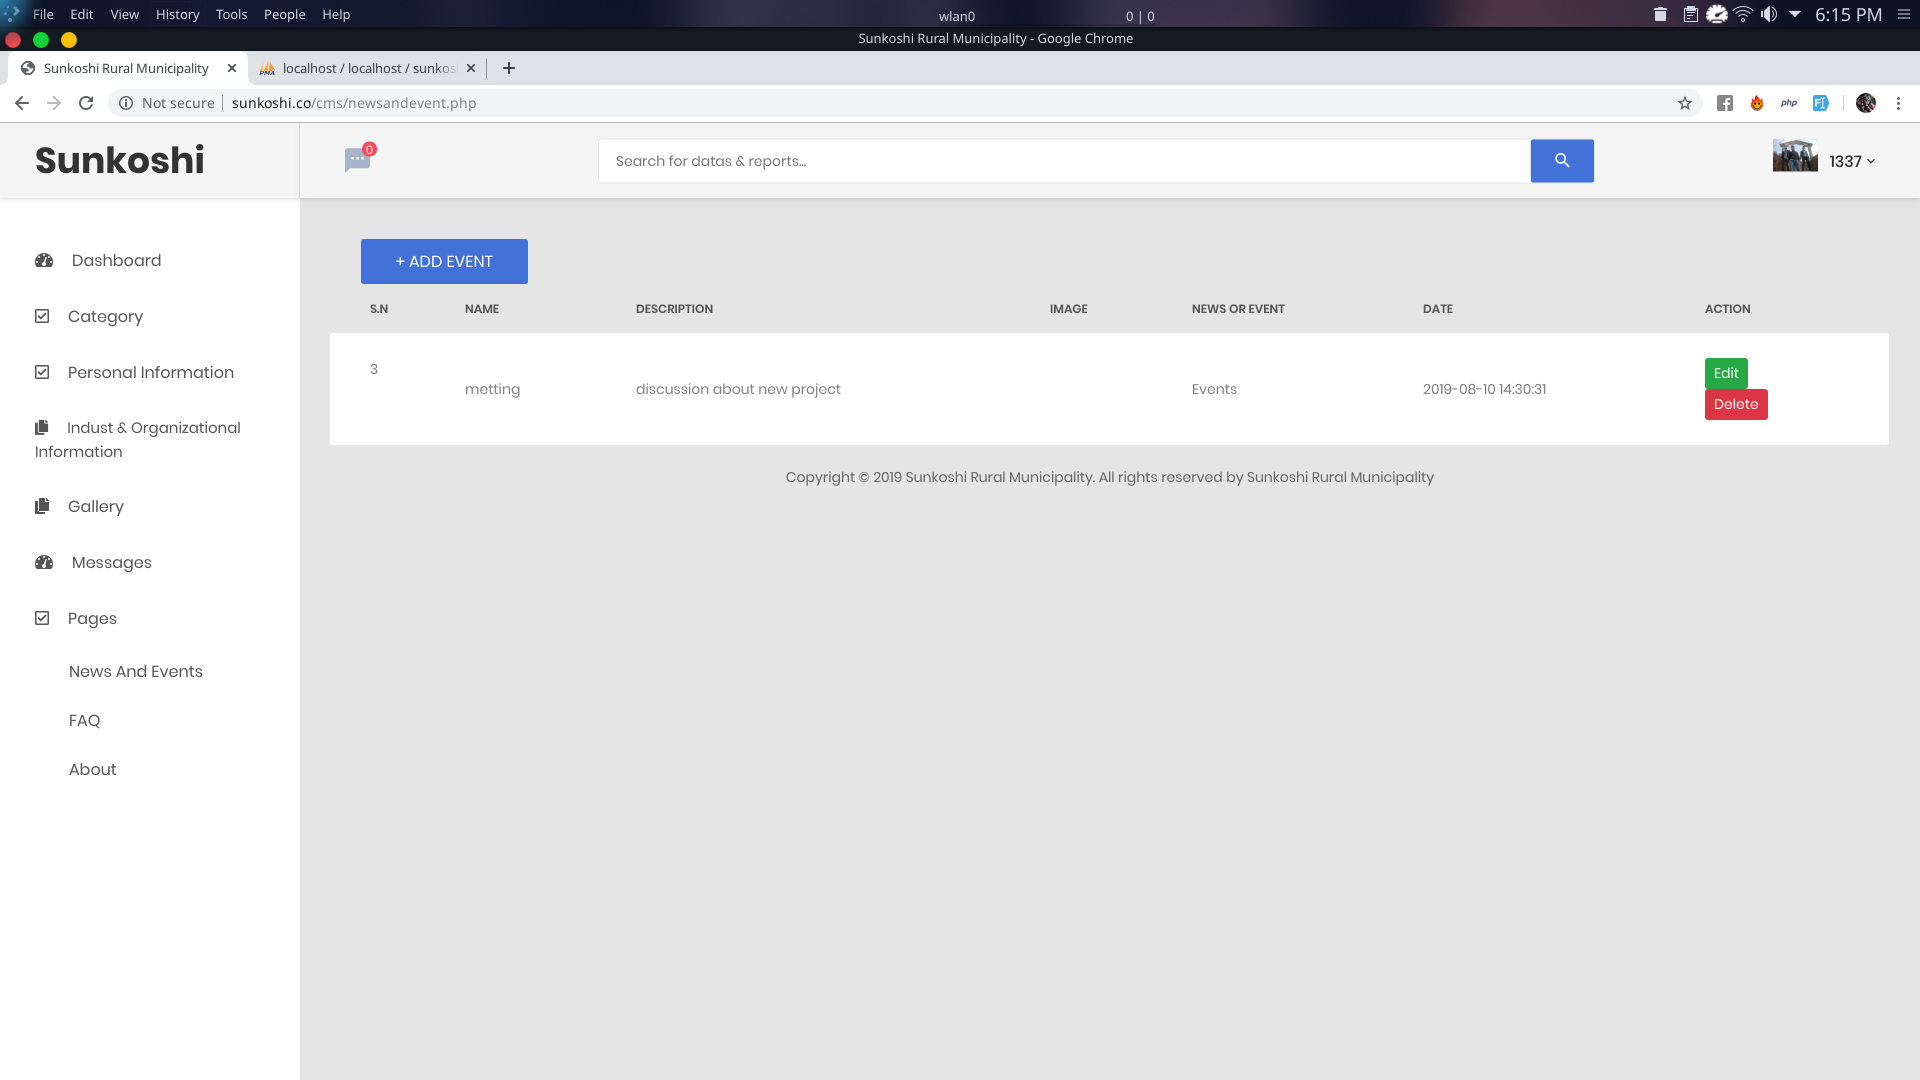 File Edit View History Tools People Help
wlan0
0 | 0
6:15 PM
Sunkoshi Rural Municipality - Google Chrome
Sunkoshi Rural Municipality
PMA
localhost / localhost / sunkos
Not secure
sunkoshi.co/cms/newsandevent.php
php
Sunkoshi
0
Search for datas & reports...
1337
Dashboard
Category
Personal Information
Indust & Organizational
Information
Gallery
Messages
Pages
News And Events
FAQ
About
+ ADD EVENT
S.N NAME DESCRIPTION IMAGE NEWS OR EVENT DATE ACTION
3 metting discussion about new project Events 2019-08-10 14:30:31
Edit
Delete
Copyright © 2019 Sunkoshi Rural Municipality. All rights reserved by Sunkoshi Rural Municipality